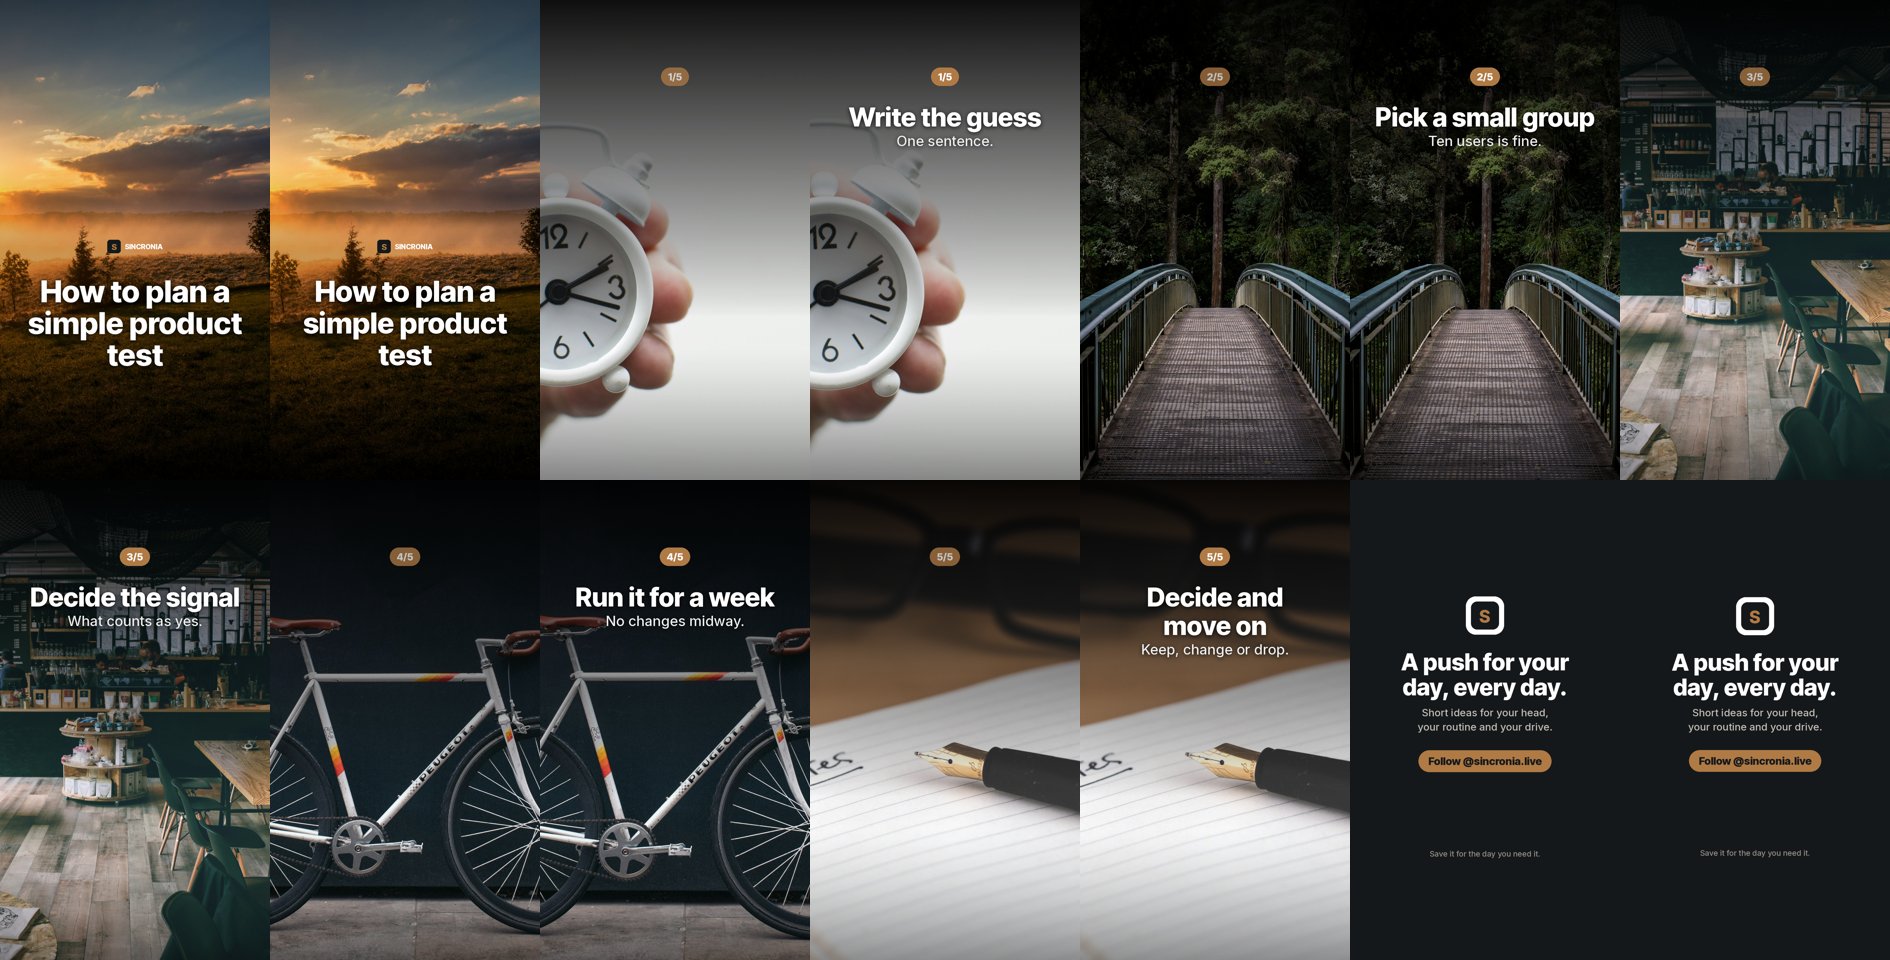 S SINCRONIA
How to plan a
simple product
test
S SINCRONIA
How to plan a
simple product
test
1/5
12
3
6
1/5
Write the guess
One sentence.
12
3
6
2/5
2/5
Pick a small group
Ten users is fine.
3/5
3/5
Decide the signal
What counts as yes.
4/5
PEUGEOT
4/5
Run it for a week
No changes midway.
PEUGEOT
5/5
5/5
Decide and
move on
Keep, change or drop.
S
A push for your
day, every day.
Short ideas for your head,
your routine and your drive.
Follow @sincronia.live
Save it for the day you need it.
S
A push for your
day, every day.
Short ideas for your head,
your routine and your drive.
Follow @sincronia.live
Save it for the day you need it.